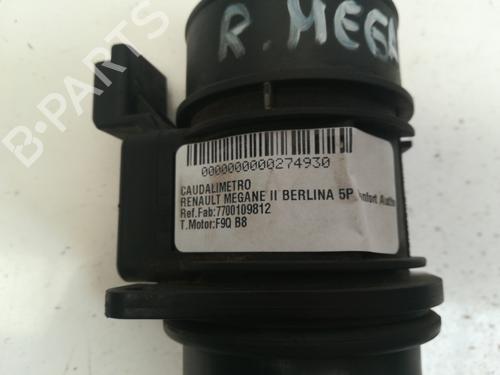 R. MEGA
0000000000274930
CAUDALIMETRO
RENAULT MEGANE II BERLINA 5P
Ref.Fab:7700109812
T.Motor:F9Q B8
B-PARTS